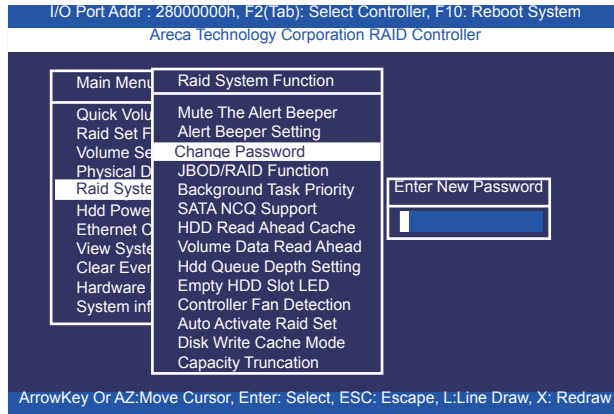 I/O Port Addr : 28000000h, F2(Tab): Select Controller, F10: Reboot System
Areca Technology Corporation RAID Controller
Main Menu
Quick Volu
Raid Set F
Volume Se
Physical D
Raid Syste
Hdd Powe
Ethernet C
View Syste
Clear Even
Hardware
System inf
Raid System Function
Mute The Alert Beeper
Alert Beeper Setting
Change Password
JBOD/RAID Function
Background Task Priority
SATA NCQ Support
HDD Read Ahead Cache
Volume Data Read Ahead
Hdd Queue Depth Setting
Empty HDD Slot LED
Controller Fan Detection
Auto Activate Raid Set
Disk Write Cache Mode
Capacity Truncation
Enter New Password
ArrowKey Or AZ:Move Cursor, Enter: Select, ESC: Escape, L:Line Draw, X: Redraw